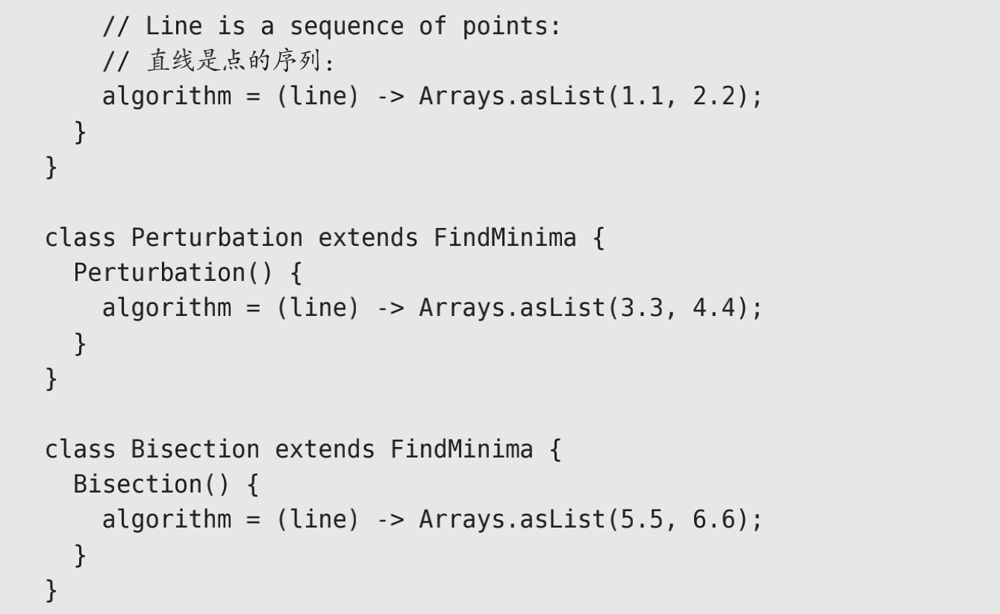 // Line is a sequence of points:
// 直线是点的序列：
algorithm = (line) -> Arrays.asList(1.1, 2.2);
}
}
class Perturbation extends FindMinima {
Perturbation() {
algorithm = (line) -> Arrays.asList(3.3, 4.4);
}
}
class Bisection extends FindMinima {
Bisection() {
algorithm = (line) -> Arrays.asList(5.5, 6.6);
}
}